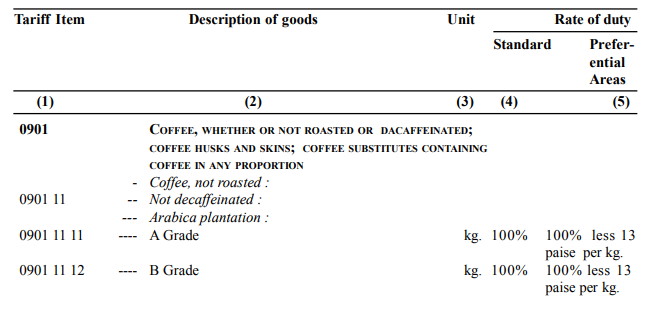 Tariff Item Description of goods Unit Rate of duty
Standard Prefer-
ential
Areas
(1) (2) (3) (4) (5)
0901 COFFEE, WHETHER OR NOT ROASTED OR DACAFFEINATED;
COFFEE HUSKS AND SKINS; COFFEE SUBSTITUTES CONTAINING
COFFEE IN ANY PROPORTION
- Coffee, not roasted :
0901 11 -- Not decaffeinated :
--- Arabica plantation :
0901 11 11 ---- A Grade kg. 100% 100% less 13
paise per kg.
0901 11 12 ---- B Grade kg. 100% 100% less 13
paise per kg.